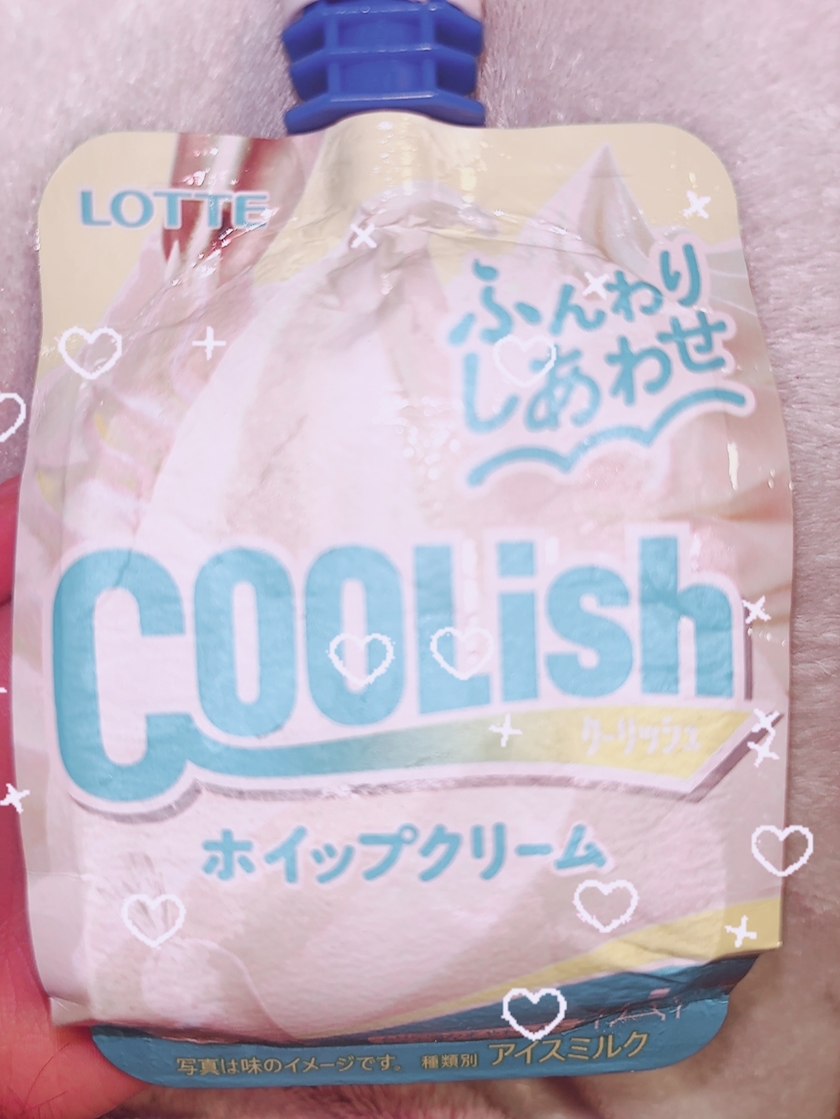 LOTTE
ふんわり
しあわせ
COOLish
クーリッシュ
ホイップクリーム
写真は味のイメージです。 種類別 アイスミルク